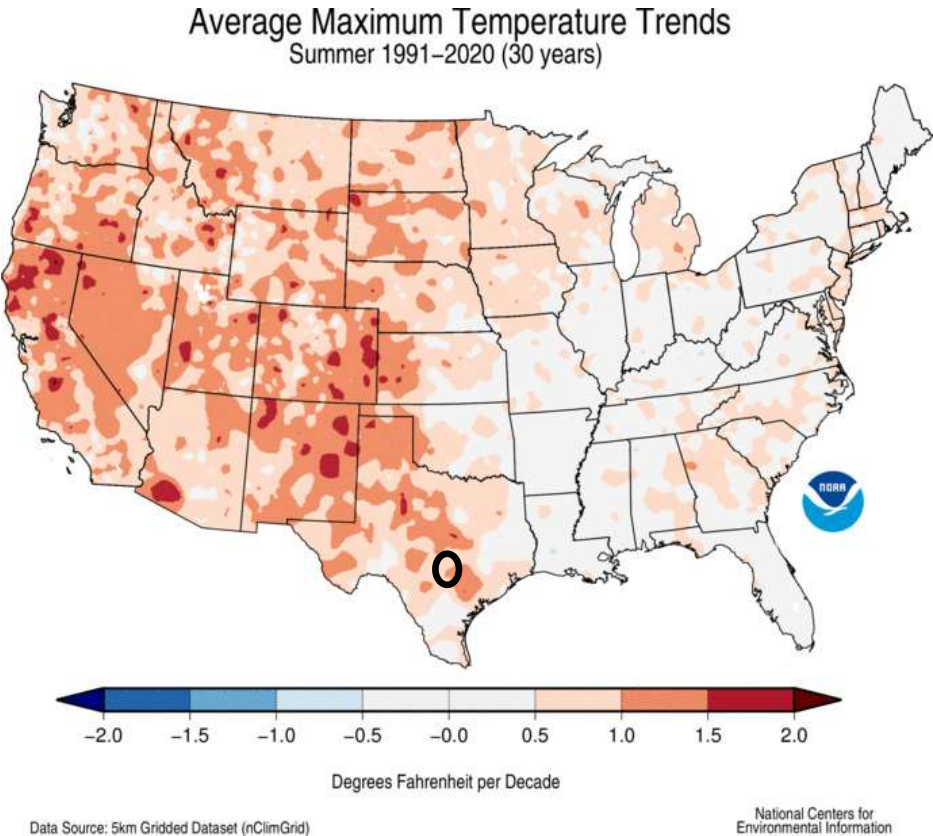 Average Maximum Temperature Trends
Summer 1991–2020 (30 years)
NOAA
−2.0 −1.5 −1.0 −0.5 −0.0 0.5 1.0 1.5 2.0
Degrees Fahrenheit per Decade
Data Source: 5km Gridded Dataset (nClimGrid)
National Centers for
Environmental Information